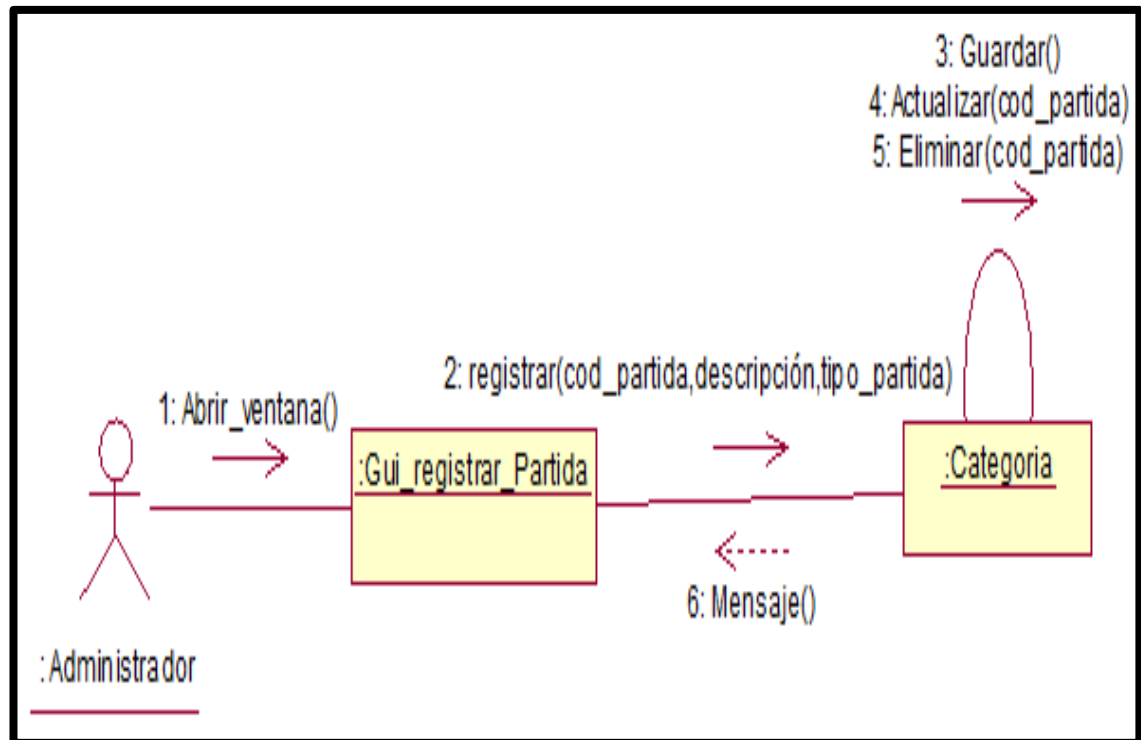 3: Guardar()
4: Actualizar(cod_partida)
5: Eliminar(cod_partida)
2: registrar(cod_partida,descripción,tipo_partida)
1: Abrir_ventana()
:Gui_registrar_Partida
:Categoria
6: Mensaje()
: Administrador